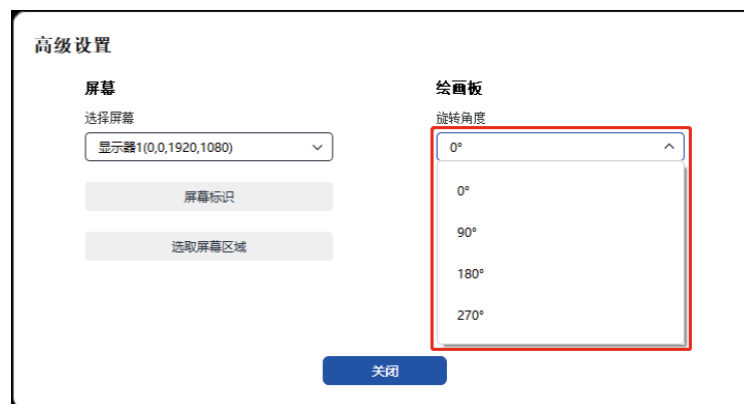 高级设置
屏幕
选择屏幕
显示器1(0,0,1920,1080)
屏幕标识
选取屏幕区域
绘画板
旋转角度
0°
0°
90°
180°
270°
关闭